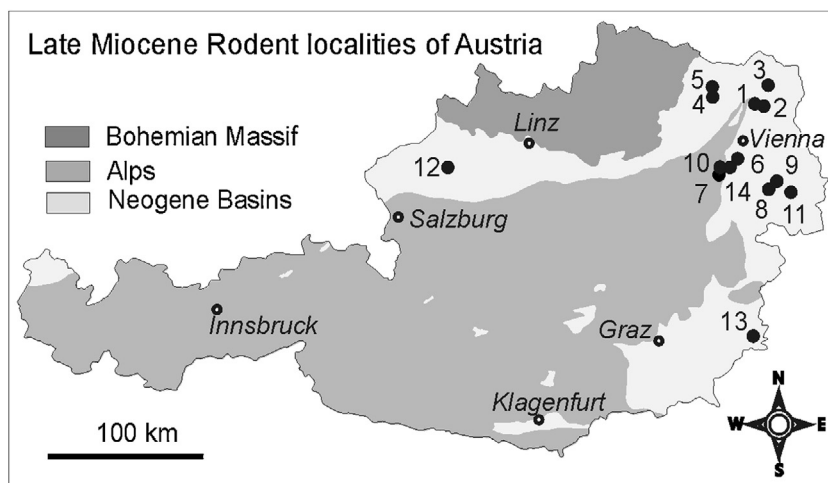 Late Miocene Rodent localities of Austria
Bohemian Massif
Alps
Neogene Basins
Linz
Vienna
Salzburg
Innsbruck
Graz
Klagenfurt
5
4
3
1
2
12
10
7
14
6
9
8
11
13
100 km
N
W
E
S